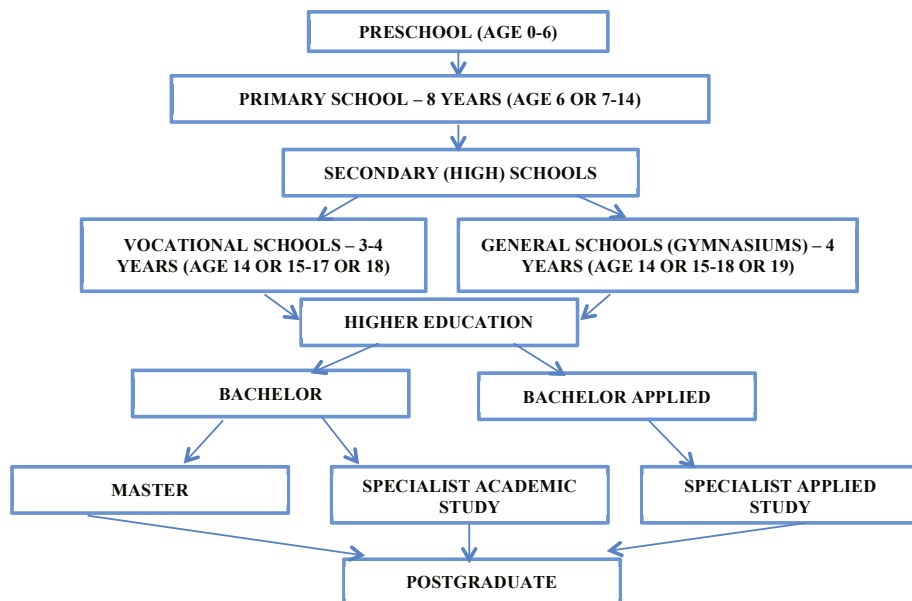 PRESCHOOL (AGE 0-6)
PRIMARY SCHOOL – 8 YEARS (AGE 6 OR 7-14)
SECONDARY (HIGH) SCHOOLS
VOCATIONAL SCHOOLS – 3-4
YEARS (AGE 14 OR 15-17 OR 18)
GENERAL SCHOOLS (GYMNASIUMS) – 4
YEARS (AGE 14 OR 15-18 OR 19)
HIGHER EDUCATION
BACHELOR
BACHELOR APPLIED
MASTER
SPECIALIST ACADEMIC
STUDY
SPECIALIST APPLIED
STUDY
POSTGRADUATE